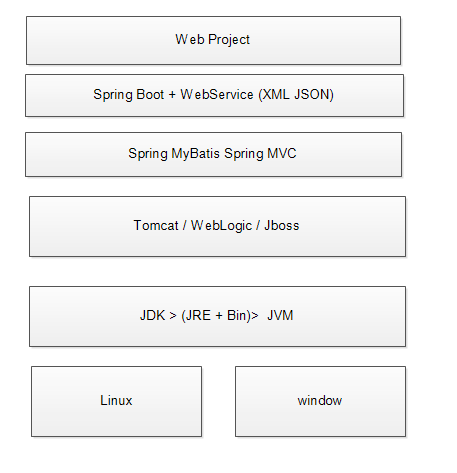 Web Project
Spring Boot + WebService (XML JSON)
Spring MyBatis Spring MVC
Tomcat / WebLogic / Jboss
JDK > (JRE + Bin)> JVM
Linux
window